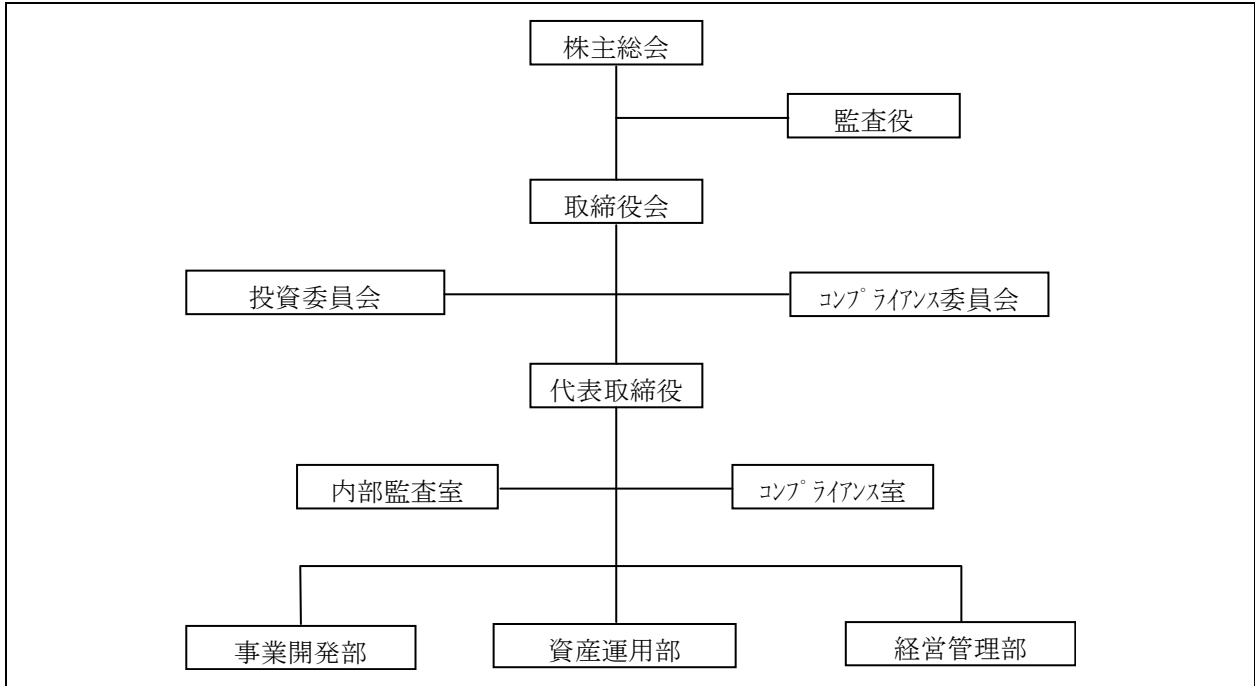 株主総会
監査役
取締役会
投資委員会
ｺﾝﾌﾟﾗｲｱﾝｽ委員会
代表取締役
内部監査室
ｺﾝﾌﾟﾗｲｱﾝｽ室
事業開発部
資産運用部
経営管理部